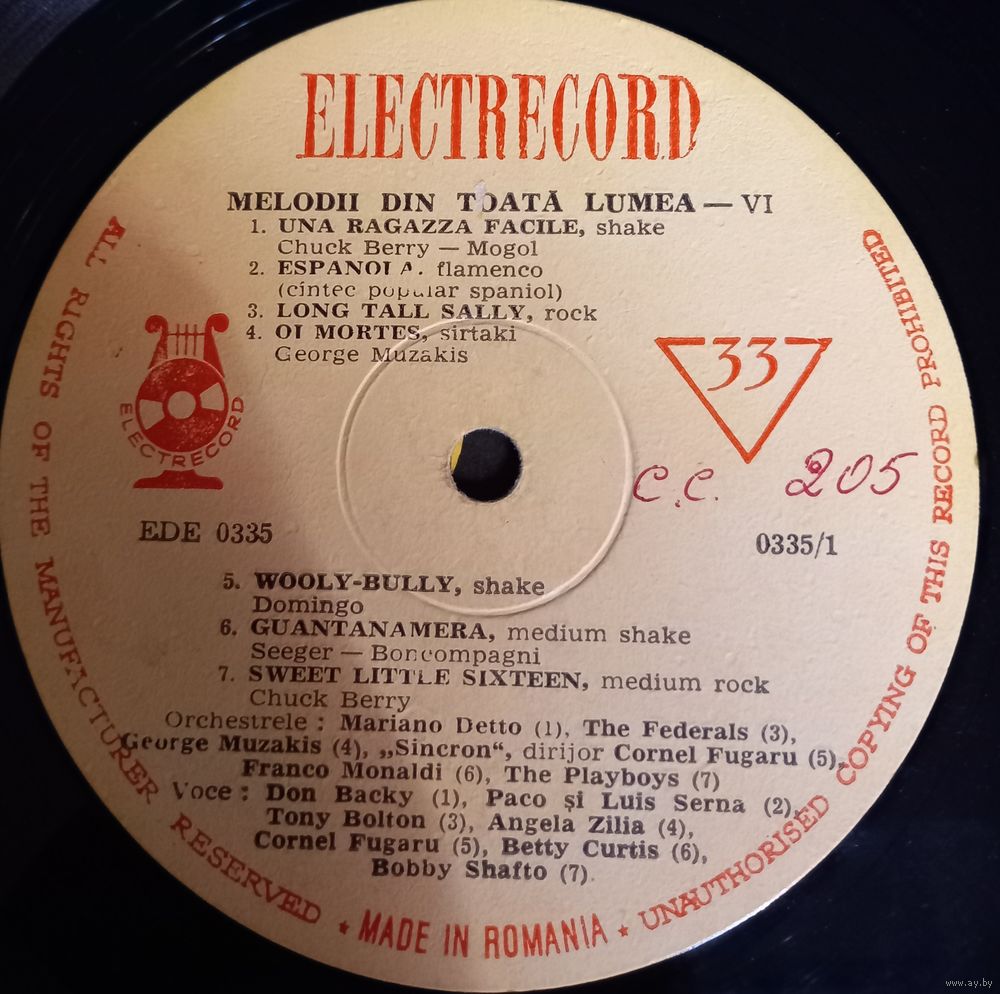 ELECTRECORD
MELODII DIN TOATĂ LUMEA — VI
1. UNA RAGAZZA FACILE, shake
Chuck Berry — Mogol
2. ESPANOLA, flamenco
(cîntec popular spaniol)
3. LONG TALL SALLY, rock
4. OI MORTES, sirtaki
George Muzakis
ELECTRECORD
33
C.C. 205
EDE 0335
0335/1
5. WOOLY-BULLY, shake
Domingo
6. GUANTANAMERA, medium shake
Seeger — Boncompagni
7. SWEET LITTLE SIXTEEN, medium rock
Chuck Berry
Orchestrele : Mariano Detto (1), The Federals (3),
George Muzakis (4), „Sincron“, dirijor Cornel Fugaru (5),
Franco Monaldi (6), The Playboys (7)
Voce : Don Backy (1), Paco și Luis Serna (2),
Tony Bolton (3), Angela Zilia (4),
Cornel Fugaru (5), Betty Curtis (6),
Bobby Shafto (7).
ALL RIGHTS OF THE MANUFACTURER RESERVED ★ MADE IN ROMANIA ★ UNAUTHORISED COPYING OF THIS RECORD PROHIBITED
www.ay.by